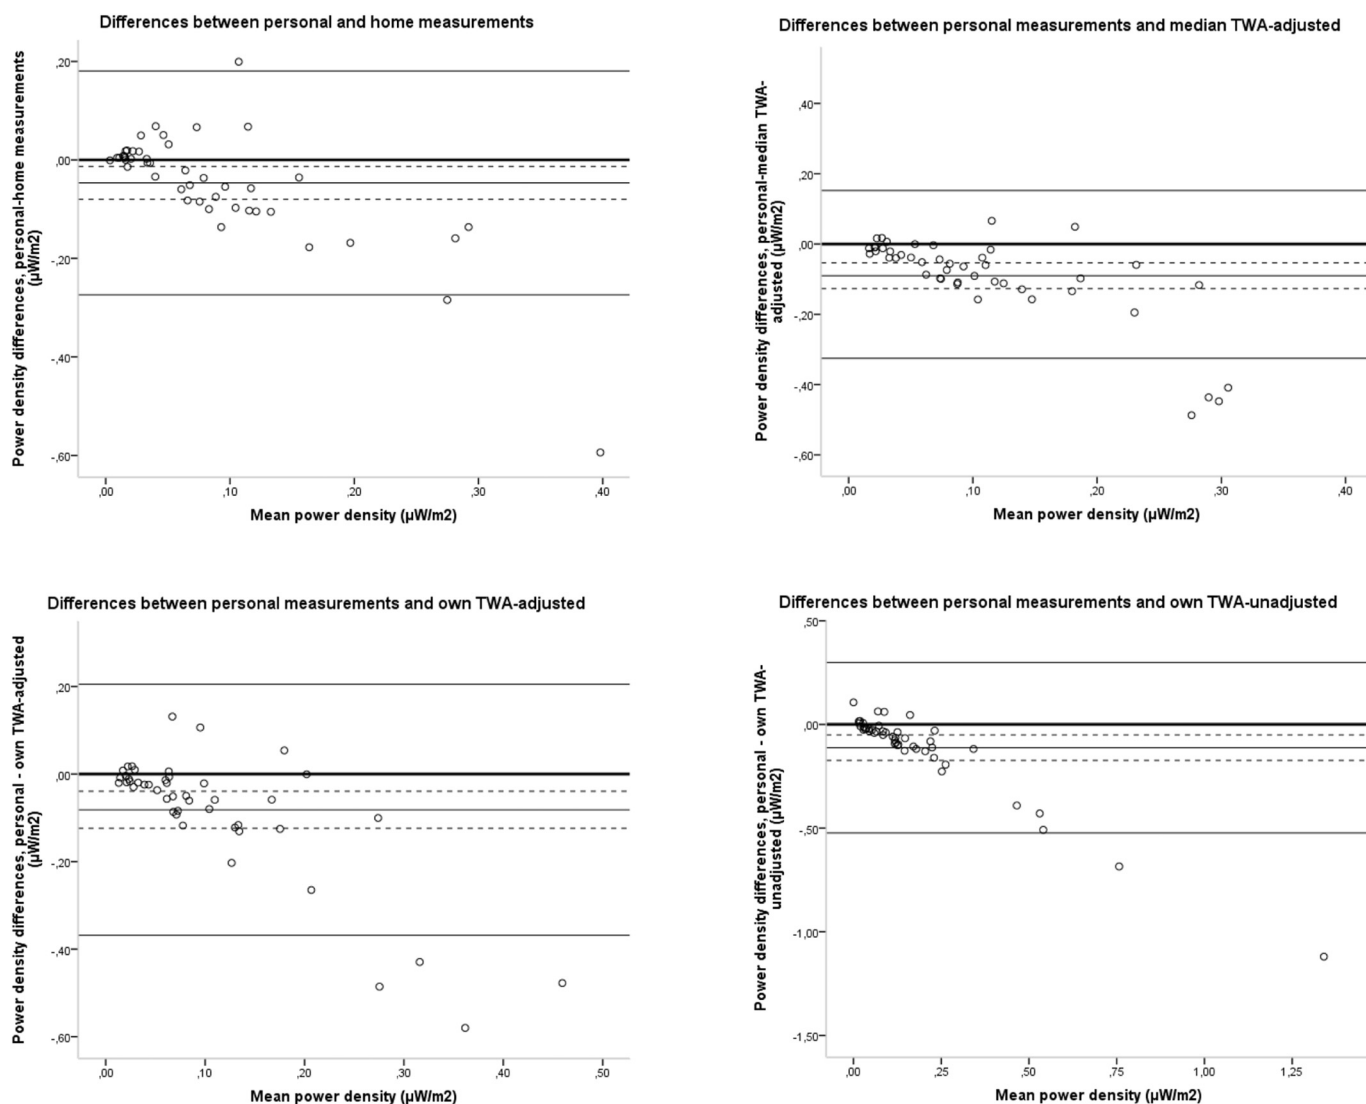 Differences between personal and home measurements
Power density differences, personal-home measurements
(µW/m2)
,20
,00
-,20
-,40
-,60
,00 ,10 ,20 ,30 ,40
Mean power density (µW/m2)
Differences between personal measurements and median TWA-adjusted
Power density differences, personal-median TWA-
adjusted (µW/m2)
,40
,20
,00
-,20
-,40
-,60
,00 ,10 ,20 ,30 ,40
Mean power density (µW/m2)
Differences between personal measurements and own TWA-adjusted
Power density differences, personal - own TWA-adjusted
(µW/m2)
,20
,00
-,20
-,40
-,60
,00 ,10 ,20 ,30 ,40 ,50
Mean power density (µW/m2)
Differences between personal measurements and own TWA-unadjusted
Power density differences, personal - own TWA-
unadjusted (µW/m2)
,50
,00
-,50
-1,00
-1,50
,00 ,25 ,50 ,75 1,00 1,25
Mean power density (µW/m2)